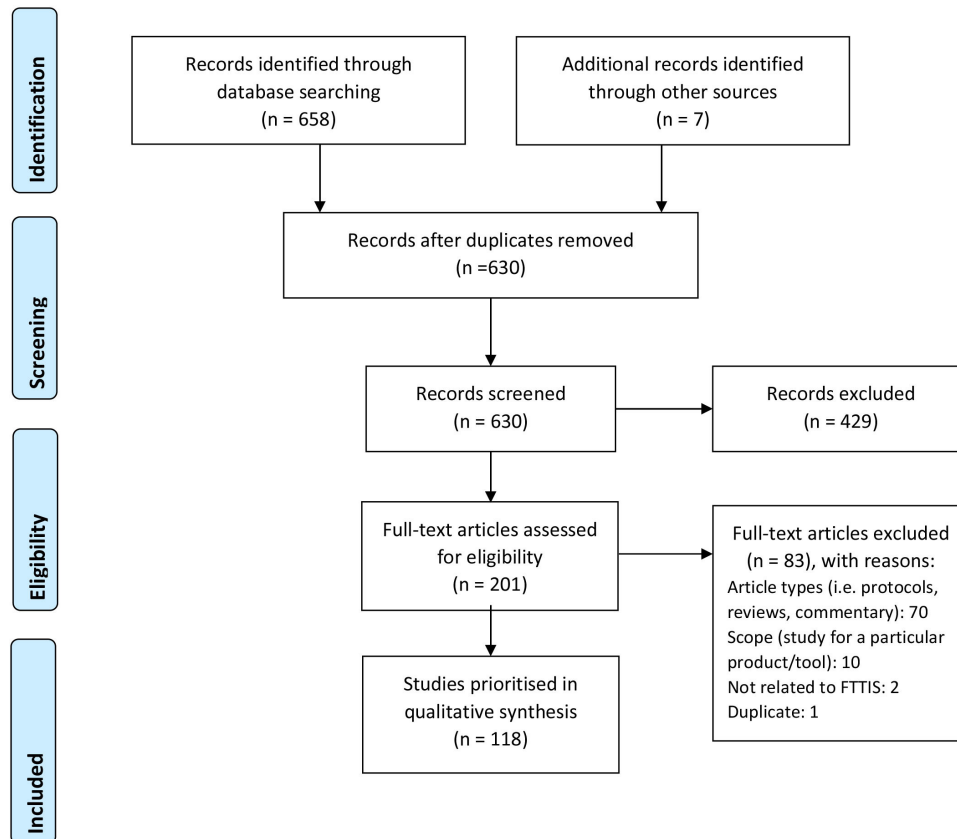 Identification
Records identified through
database searching
(n = 658)
Additional records identified
through other sources
(n = 7)
Screening
Records after duplicates removed
(n =630)
Records screened
(n = 630)
Records excluded
(n = 429)
Eligibility
Full-text articles assessed
for eligibility
(n = 201)
Full-text articles excluded
(n = 83), with reasons:
Article types (i.e. protocols,
reviews, commentary): 70
Scope (study for a particular
product/tool): 10
Not related to FTTIS: 2
Duplicate: 1
Included
Studies prioritised in
qualitative synthesis
(n = 118)